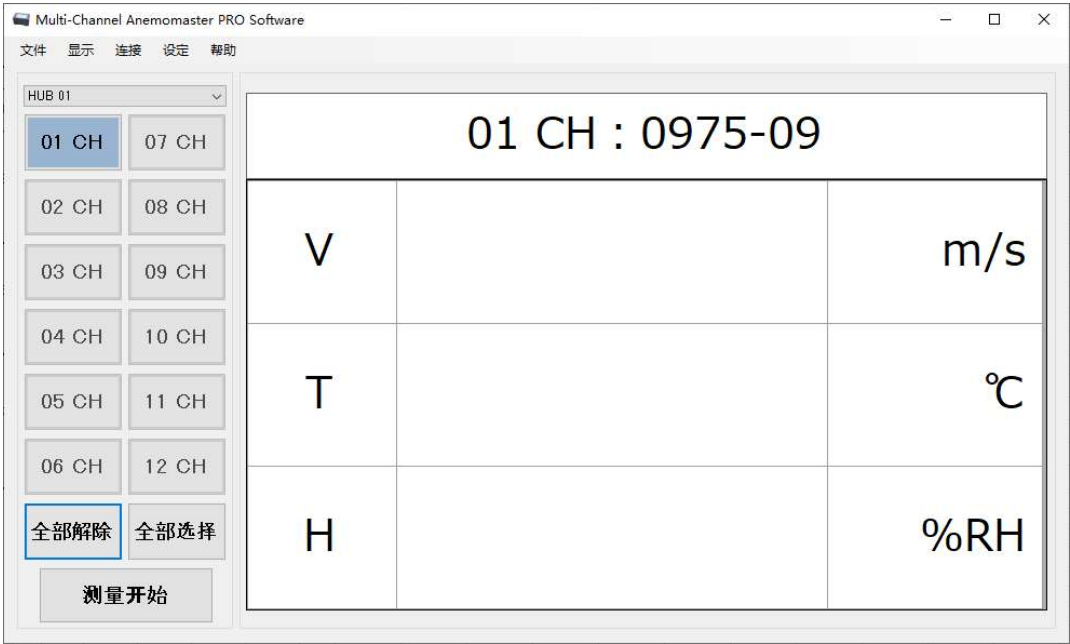 Multi-Channel Anemomaster PRO Software
文件 显示 连接 设定 帮助
HUB 01
01 CH 07 CH
02 CH 08 CH
03 CH 09 CH
04 CH 10 CH
05 CH 11 CH
06 CH 12 CH
全部解除 全部选择
测量开始
01 CH : 0975-09
V m/s
T ℃
H %RH